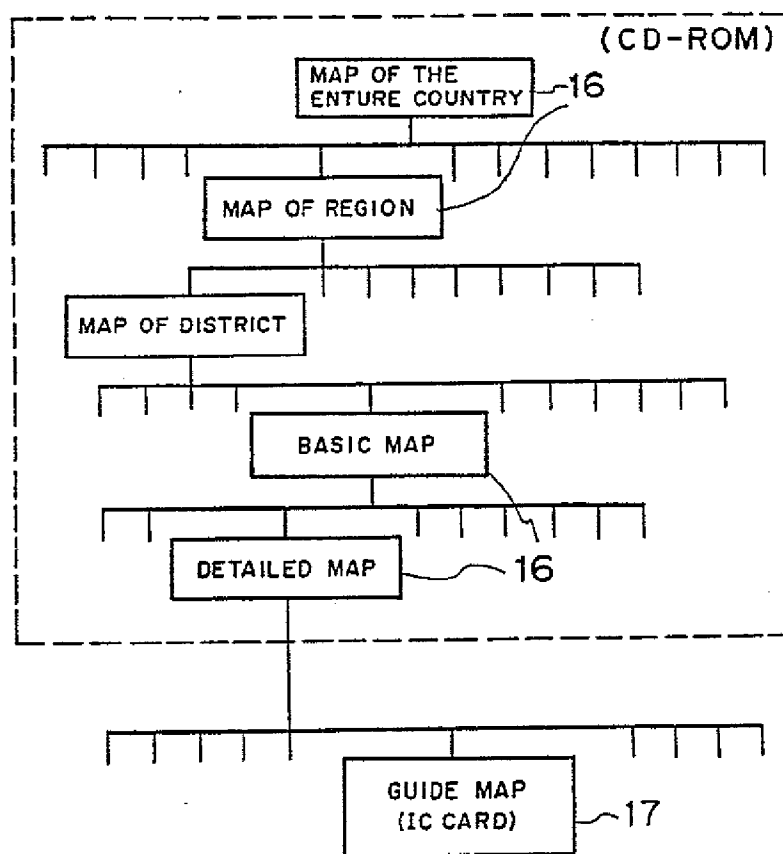 (CD-ROM)
MAP OF THE
ENTURE COUNTRY
16
MAP OF REGION
16
MAP OF DISTRICT
BASIC MAP
16
DETAILED MAP
GUIDE MAP
(IC CARD)
17